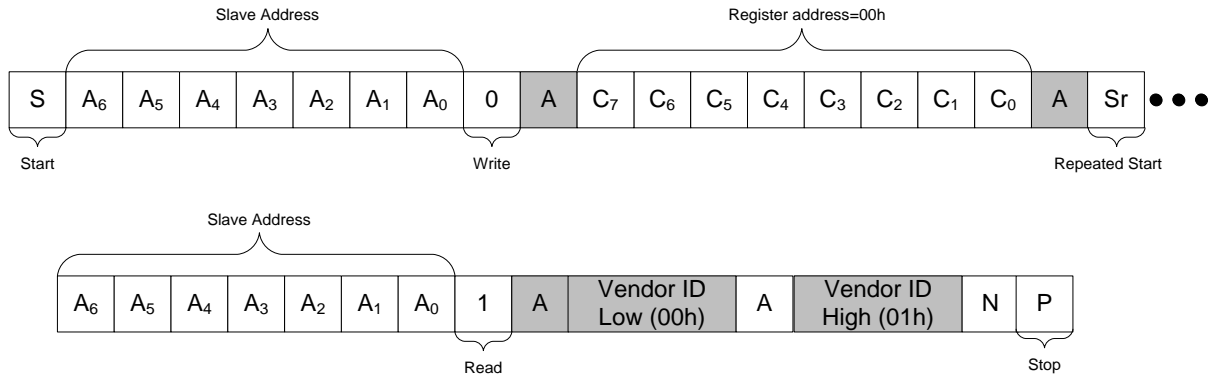 Slave Address
Register address=00h
S A₆ A₅ A₄ A₃ A₂ A₁ A₀ 0 A C₇ C₆ C₅ C₄ C₃ C₂ C₁ C₀ A Sr •••
Start
Write
Repeated Start
Slave Address
A₆ A₅ A₄ A₃ A₂ A₁ A₀ 1 A Vendor ID Low (00h) A Vendor ID High (01h) N P
Read
Stop